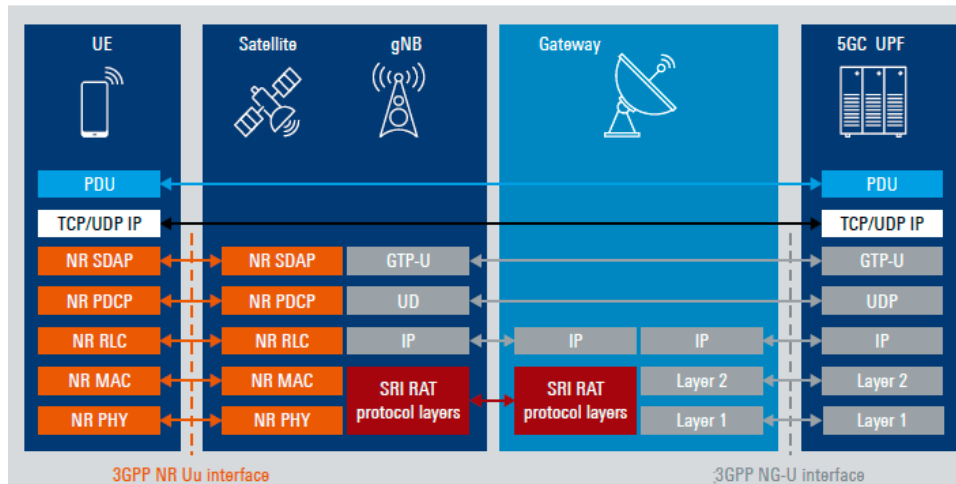 UE
Satellite
gNB
Gateway
5GC UPF
PDU
PDU
TCP/UDP IP
TCP/UDP IP
NR SDAP
NR SDAP
GTP-U
GTP-U
NR PDCP
NR PDCP
UD
UDP
NR RLC
NR RLC
IP
IP
IP
IP
NR MAC
NR MAC
SRI RAT
protocol layers
SRI RAT
protocol layers
Layer 2
Layer 2
NR PHY
NR PHY
Layer 1
Layer 1
3GPP NR Uu interface
3GPP NG-U interface